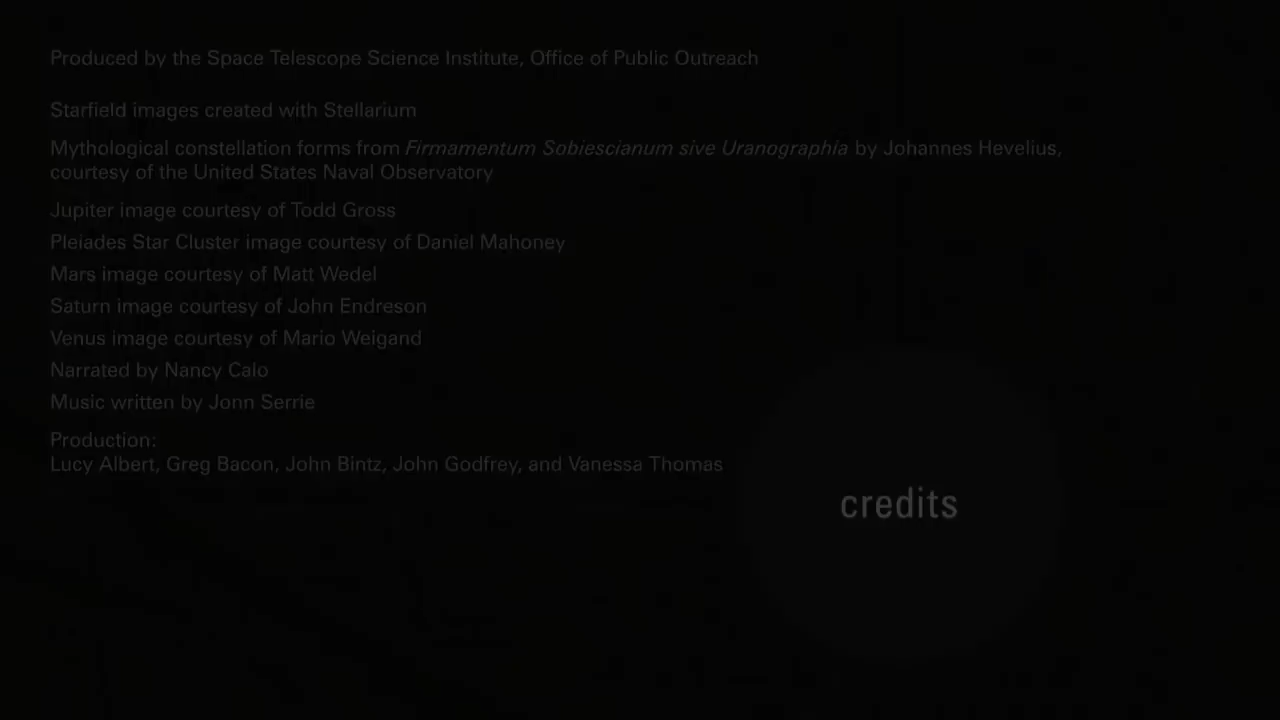 Produced by the Space Telescope Science Institute, Office of Public Outreach
Starfield images created with Stellarium
Mythological constellation forms from Firmamentum Sobiescianum sive Uranographia by Johannes Hevelius,
courtesy of the United States Naval Observatory
Jupiter image courtesy of Todd Gross
Pleiades Star Cluster image courtesy of Daniel Mahoney
Mars image courtesy of Matt Wedel
Saturn image courtesy of John Endreson
Venus image courtesy of Mario Weigand
Narrated by Nancy Calo
Music written by Jonn Serrie
Production:
Lucy Albert, Greg Bacon, John Bintz, John Godfrey, and Vanessa Thomas
credits